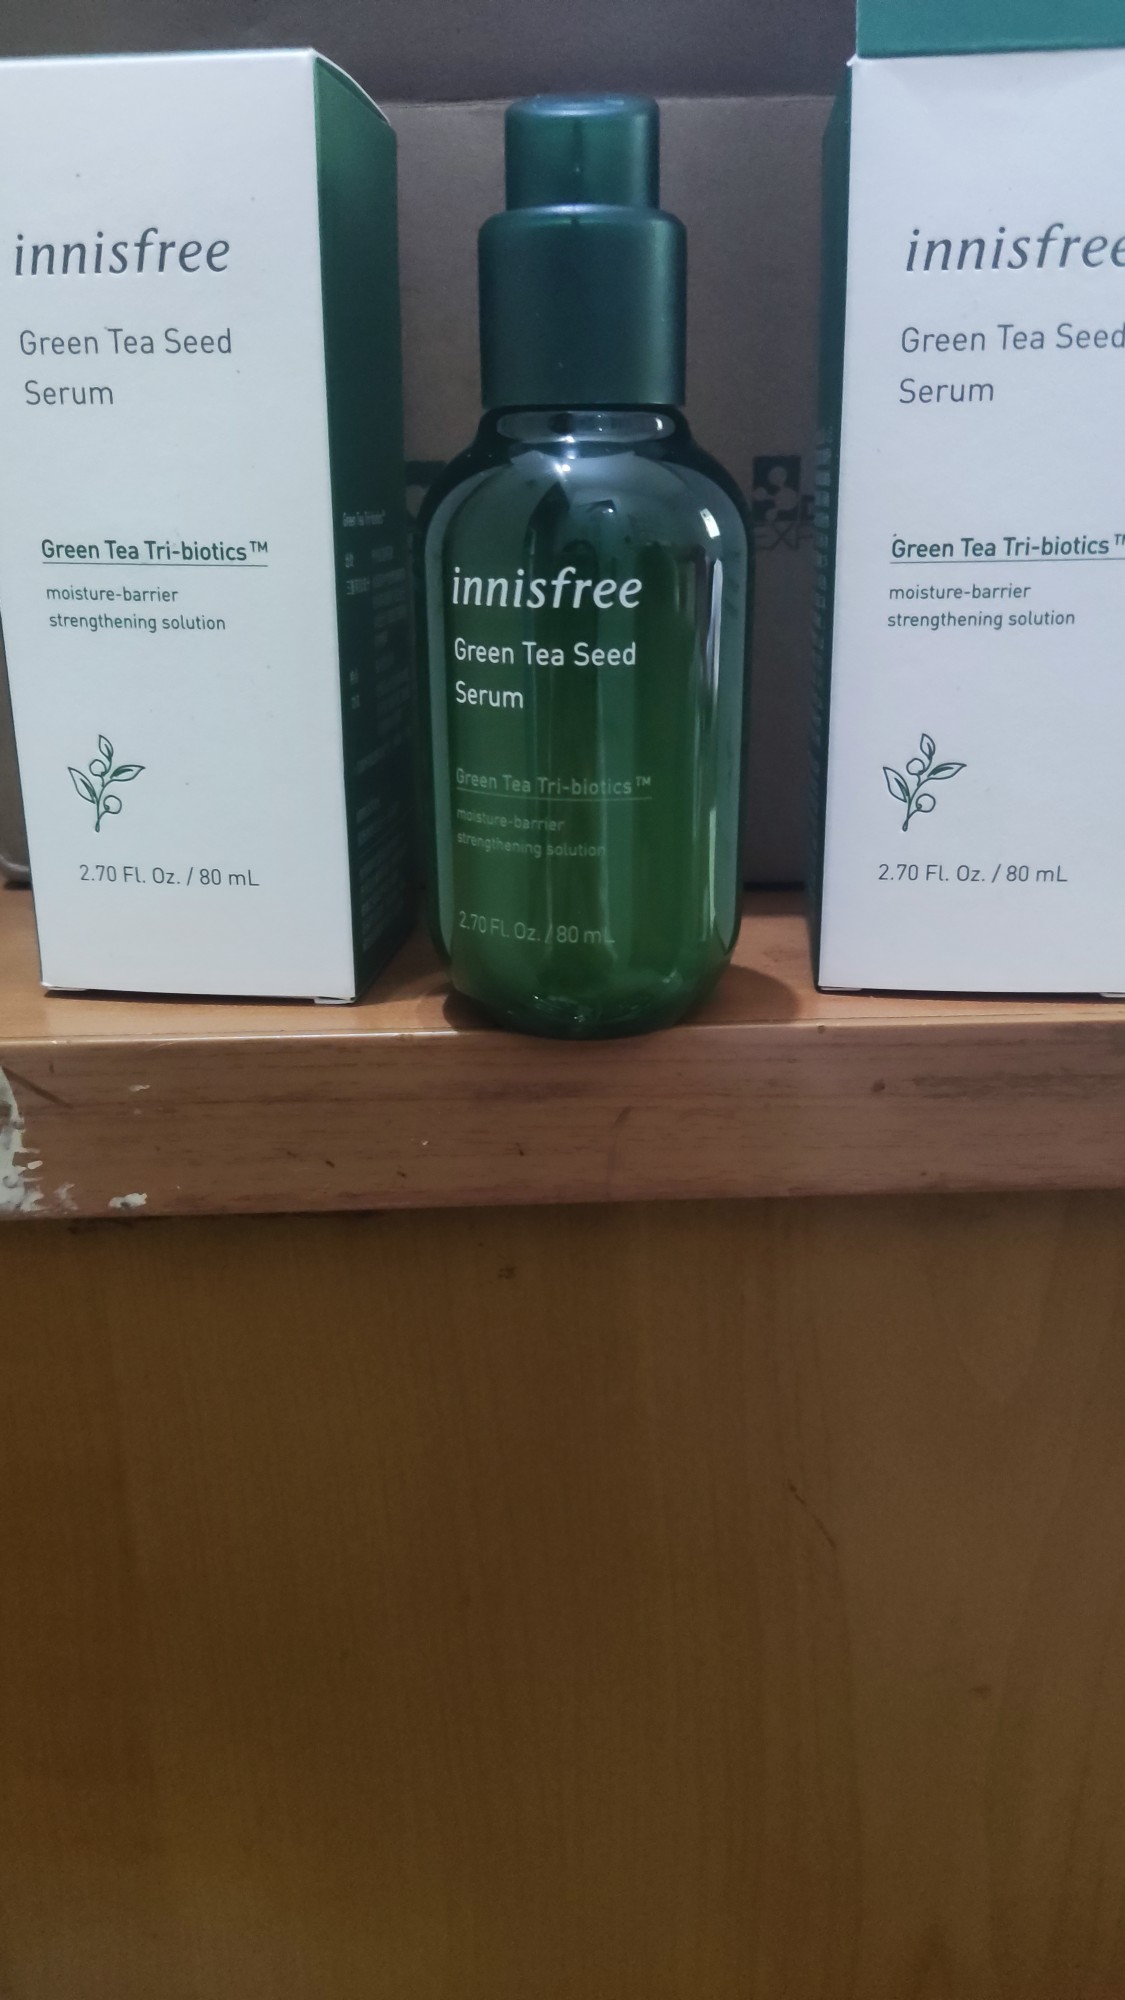 innisfree
Green Tea Seed
Serum
Green Tea Tri-biotics™
moisture-barrier
strengthening solution
2.70 Fl. Oz. / 80 mL
innisfree
Green Tea Seed
Serum
Green Tea Tri-biotics™
moisture-barrier
strengthening solution
2.70 Fl. Oz. / 80 mL
innisfree
Green Tea Seed
Serum
Green Tea Tri-biotics
moisture-barrier
strengthening solution
2.70 Fl. Oz. / 80 mL